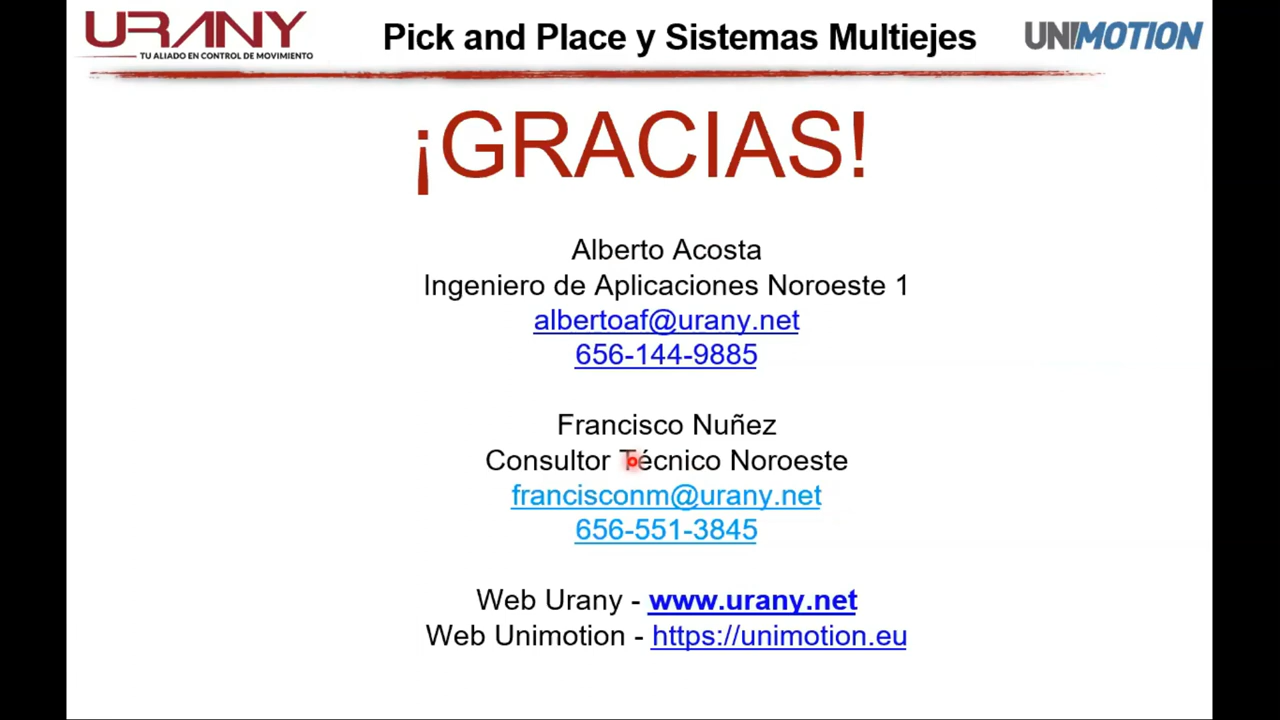 URANY
TU ALIADO EN CONTROL DE MOVIMIENTO
Pick and Place y Sistemas Multiejes
UNIMOTION
¡GRACIAS!
Alberto Acosta
Ingeniero de Aplicaciones Noroeste 1
albertoaf@urany.net
656-144-9885
Francisco Nuñez
Consultor Técnico Noroeste
francisconm@urany.net
656-551-3845
Web Urany - www.urany.net
Web Unimotion - https://unimotion.eu